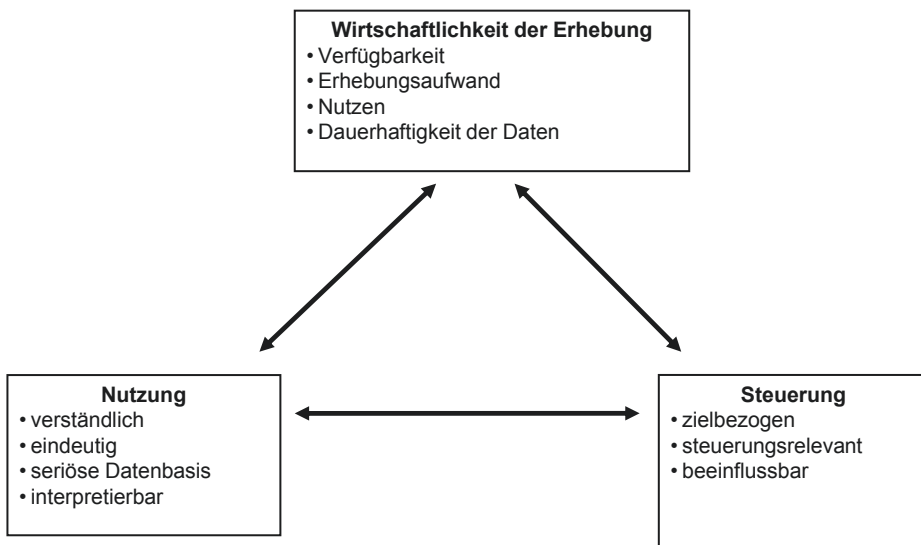 Wirtschaftlichkeit der Erhebung
• Verfügbarkeit
• Erhebungsaufwand
• Nutzen
• Dauerhaftigkeit der Daten
Nutzung
• verständlich
• eindeutig
• seriöse Datenbasis
• interpretierbar
Steuerung
• zielbezogen
• steuerungsrelevant
• beeinflussbar